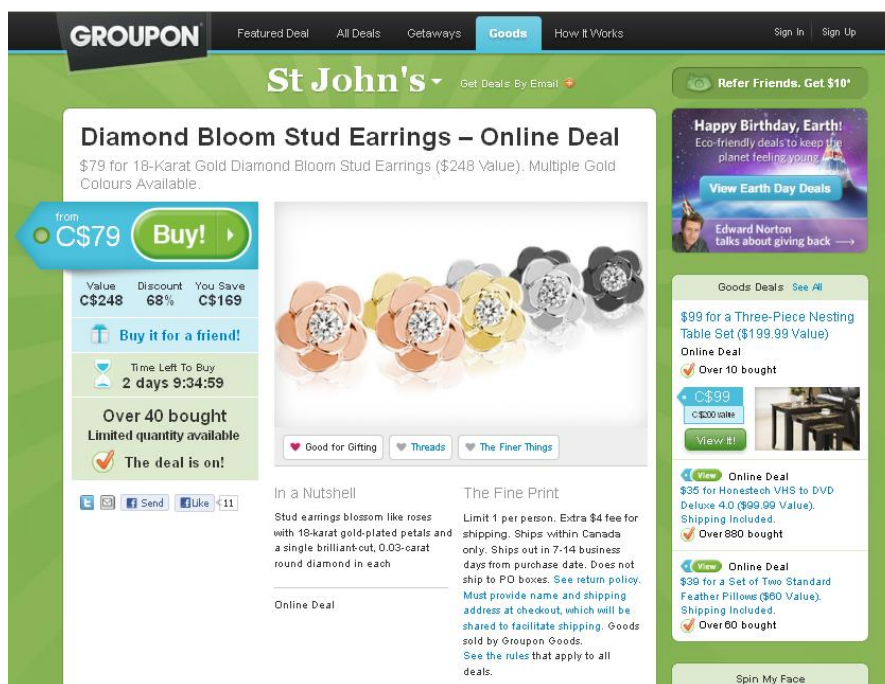 GROUPON
Featured Deal
All Deals
Getaways
Goods
How It Works
Sign In
Sign Up
St John's
Get Deals By Email
Refer Friends. Get $10*
Diamond Bloom Stud Earrings – Online Deal
$79 for 18-Karat Gold Diamond Bloom Stud Earrings ($248 Value). Multiple Gold
Colours Available.
from
C$79
Buy!
Value Discount You Save
C$248 68% C$169
Buy it for a friend!
Time Left To Buy
2 days 9:34:59
Over 40 bought
Limited quantity available
The deal is on!
Send
Like
11
Good for Gifting
Threads
The Finer Things
In a Nutshell
Stud earrings blossom like roses
with 18-karat gold-plated petals and
a single brilliant-cut, 0.03-carat
round diamond in each
Online Deal
The Fine Print
Limit 1 per person. Extra $4 fee for
shipping. Ships within Canada
only. Ships out in 7-14 business
days from purchase date. Does not
ship to PO boxes. See return policy.
Must provide name and shipping
address at checkout, which will be
shared to facilitate shipping. Goods
sold by Groupon Goods.
See the rules that apply to all
deals.
Happy Birthday, Earth!
Eco-friendly deals to keep the
planet feeling young
View Earth Day Deals
Edward Norton
talks about giving back
Goods Deals See All
$99 for a Three-Piece Nesting
Table Set ($199.99 Value)
Online Deal
Over 10 bought
C$99
C$200 value
View It!
View Online Deal
$35 for Honestech VHS to DVD
Deluxe 4.0 ($99.99 Value).
Shipping Included.
Over 880 bought
View Online Deal
$39 for a Set of Two Standard
Feather Pillows ($60 Value).
Shipping Included.
Over 60 bought
Spin My Face